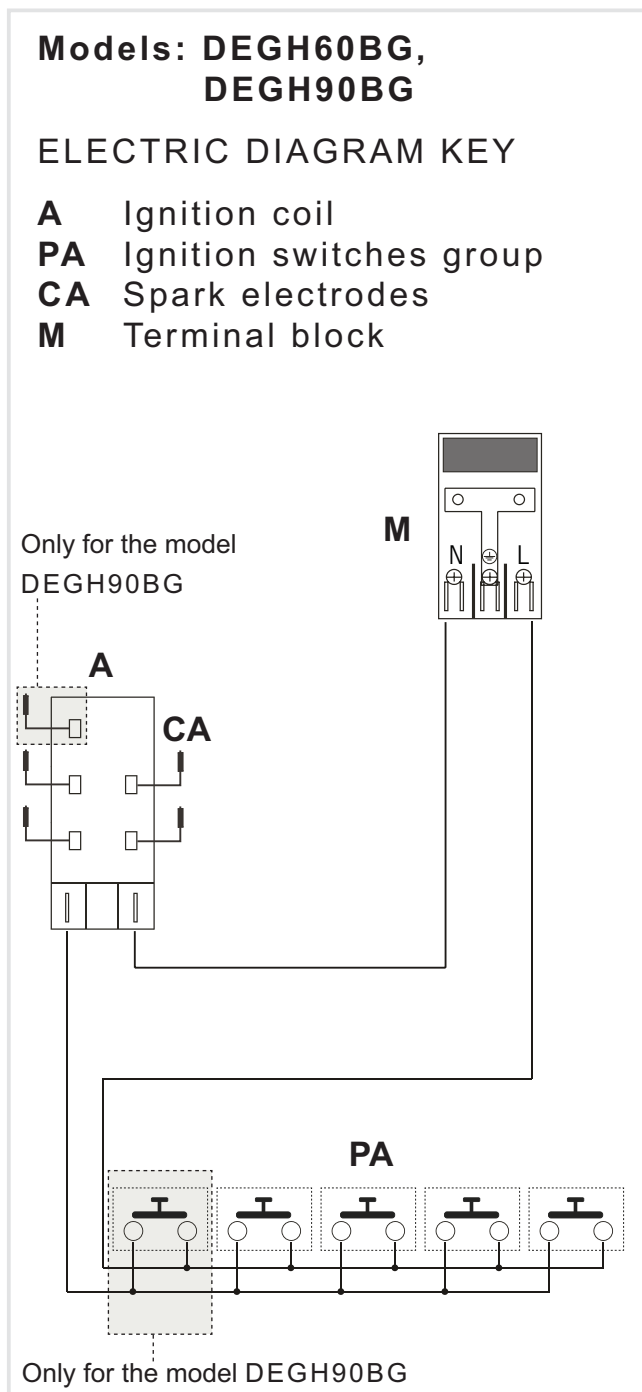 Models: DEGH60BG,
DEGH90BG
ELECTRIC DIAGRAM KEY
A Ignition coil
PA Ignition switches group
CA Spark electrodes
M Terminal block
M
N L
Only for the model
DEGH90BG
A
CA
PA
Only for the model DEGH90BG